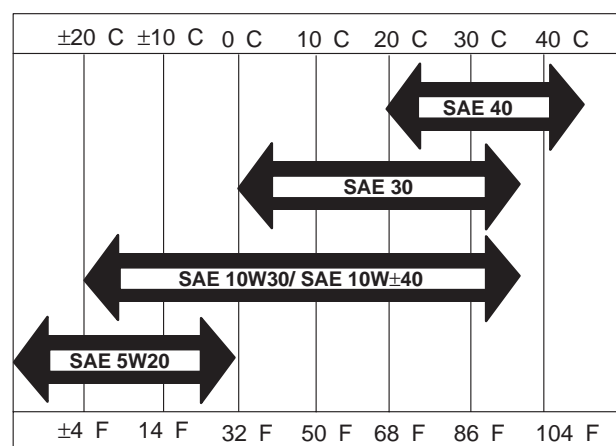 ±20 C ±10 C 0 C 10 C 20 C 30 C 40 C
SAE 40
SAE 30
SAE 10W30/ SAE 10W±40
SAE 5W20
±4 F 14 F 32 F 50 F 68 F 86 F 104 F